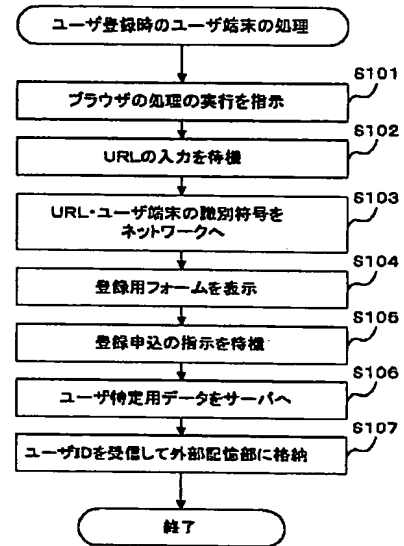 ユーザ登録時のユーザ端末の処理
S101
ブラウザの処理の実行を指示
S102
URLの入力を待機
S103
URL・ユーザ端末の識別符号を
ネットワークへ
S104
登録用フォームを表示
S105
登録申込の指示を待機
S106
ユーザ特定用データをサーバへ
S107
ユーザIDを受信して外部記憶部に格納
終了